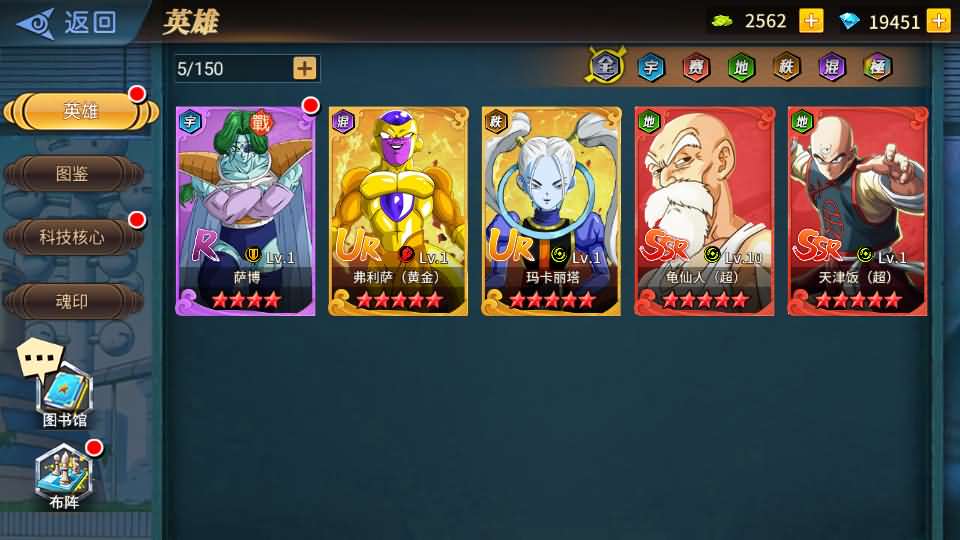 返回
英雄
2562
19451
5/150
全 宇 赛 地 秩 混 極
英雄
图鉴
科技核心
魂印
图书馆
布阵
宇 戰
R Lv.1
萨博
混
UR Lv.1
弗利萨（黄金）
秩
UR Lv.1
玛卡丽塔
地
SSR Lv.10
龟仙人（超）
地
SSR Lv.1
天津饭（超）